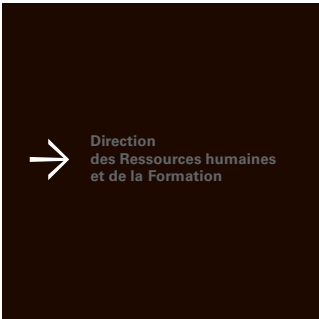 Direction
des Ressources humaines
et de la Formation